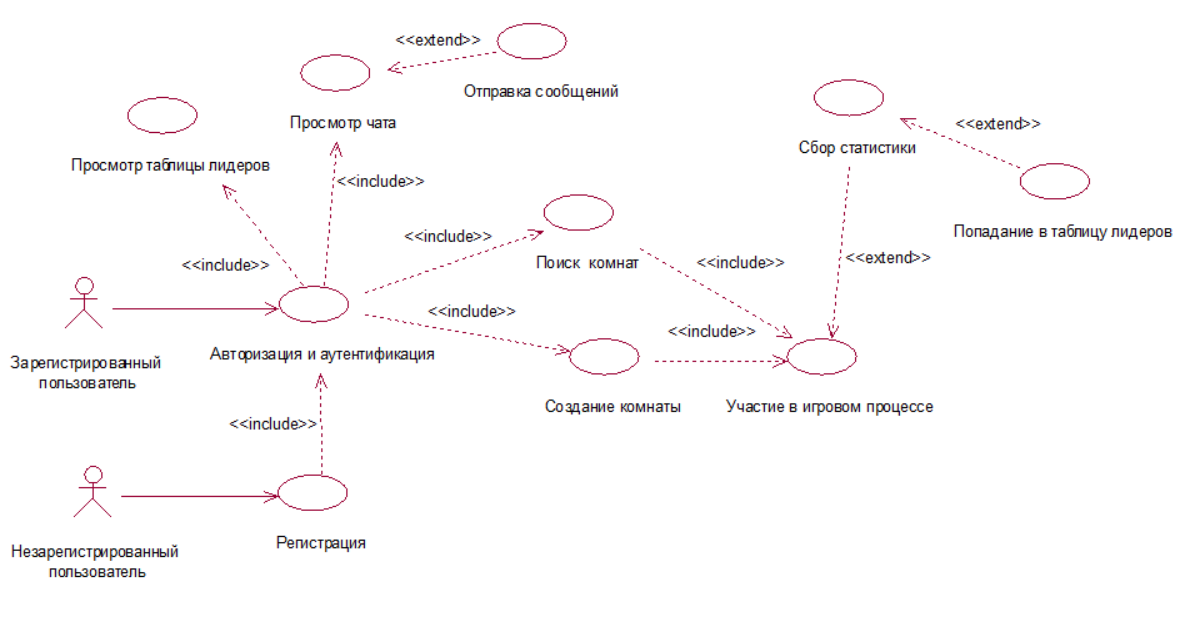 <<extend>>
Отправка сообщений
Просмотр чата
<<extend>>
Сбор статистики
Просмотр таблицы лидеров
<<include>>
Попадание в таблицу лидеров
<<include>>
Поиск комнат
<<include>>
<<extend>>
<<include>>
<<include>>
<<include>>
Авторизация и аутентификация
Зарегистрированный
пользователь
Создание комнаты
Участие в игровом процессе
<<include>>
Регистрация
Незарегистрированный
пользователь